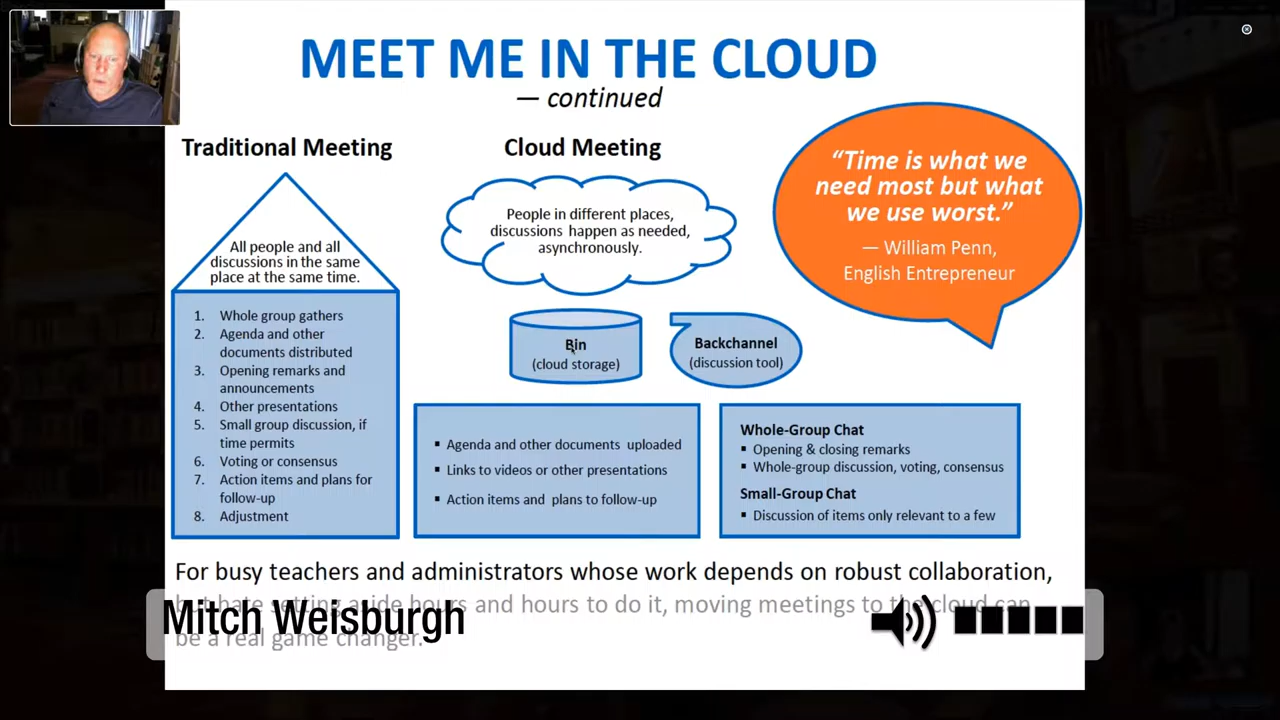 MEET ME IN THE CLOUD
— continued
Traditional Meeting
All people and all
discussions in the same
place at the same time.
1. Whole group gathers
2. Agenda and other
documents distributed
3. Opening remarks and
announcements
4. Other presentations
5. Small group discussion, if
time permits
6. Voting or consensus
7. Action items and plans for
follow-up
8. Adjustment
Cloud Meeting
People in different places,
discussions happen as needed,
asynchronously.
Bin
(cloud storage)
Backchannel
(discussion tool)
▪ Agenda and other documents uploaded
▪ Links to videos or other presentations
▪ Action items and plans to follow-up
Whole-Group Chat
▪ Opening & closing remarks
▪ Whole-group discussion, voting, consensus
Small-Group Chat
▪ Discussion of items only relevant to a few
“Time is what we
need most but what
we use worst.”
— William Penn,
English Entrepreneur
For busy teachers and administrators whose work depends on robust collaboration,
but hate setting aside hours and hours to do it, moving meetings to the cloud can
be a real game changer.
Mitch Weisburgh